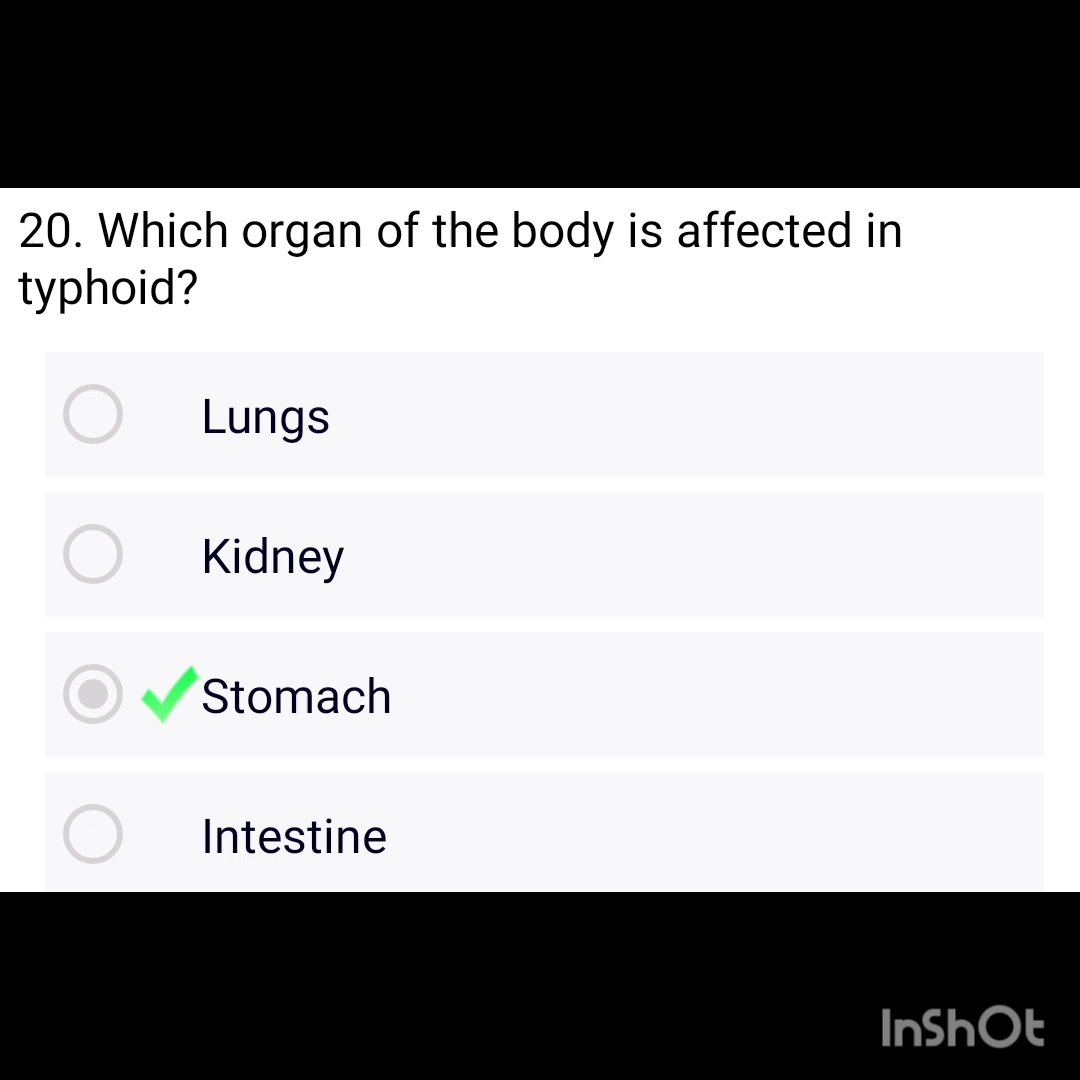 20. Which organ of the body is affected in
typhoid?
Lungs
Kidney
Stomach
Intestine
InShOt